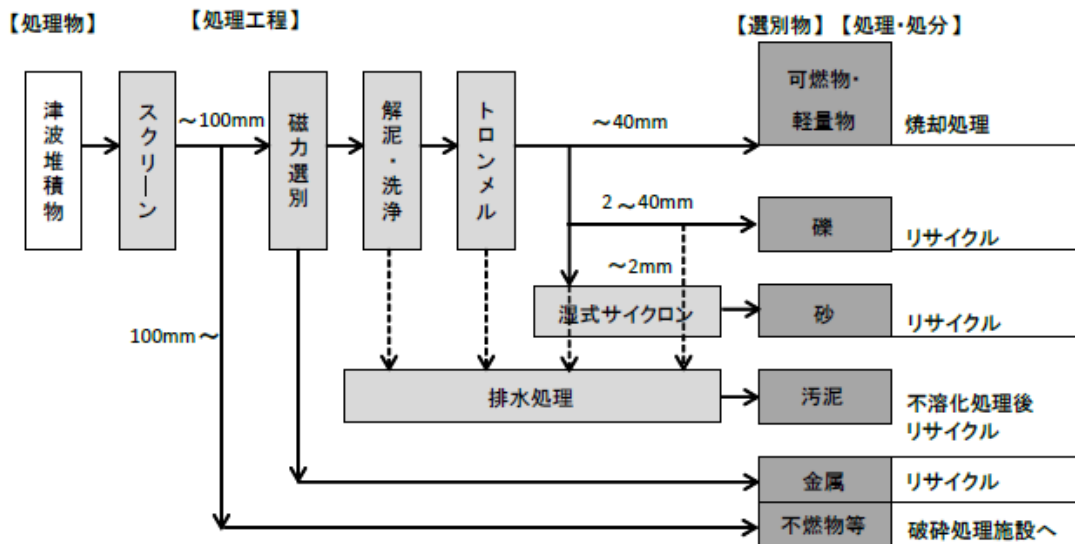 【処理物】
【処理工程】
【選別物】【処理・処分】
津波堆積物
スクリーン
～100mm
磁力選別
解泥・洗浄
トロンメル
～40mm
可燃物・
軽量物
焼却処理
2～40mm
礫
リサイクル
～2mm
湿式サイクロン
砂
リサイクル
100mm～
排水処理
汚泥
不溶化処理後
リサイクル
金属
リサイクル
不燃物等
破砕処理施設へ